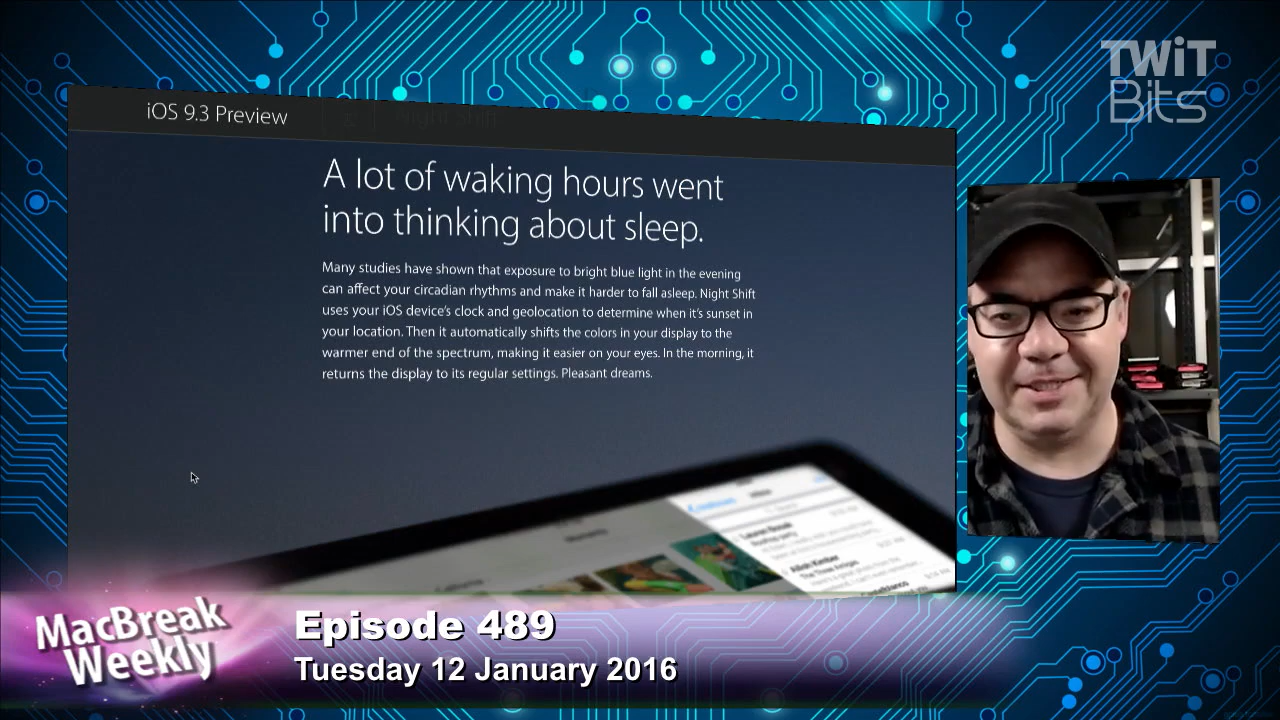 TWiT
Bits
iOS 9.3 Preview
Night Shift
A lot of waking hours went
into thinking about sleep.
Many studies have shown that exposure to bright blue light in the evening
can affect your circadian rhythms and make it harder to fall asleep. Night Shift
uses your iOS device's clock and geolocation to determine when it's sunset in
your location. Then it automatically shifts the colors in your display to the
warmer end of the spectrum, making it easier on your eyes. In the morning, it
returns the display to its regular settings. Pleasant dreams.
MacBreak
Weekly
Episode 489
Tuesday 12 January 2016